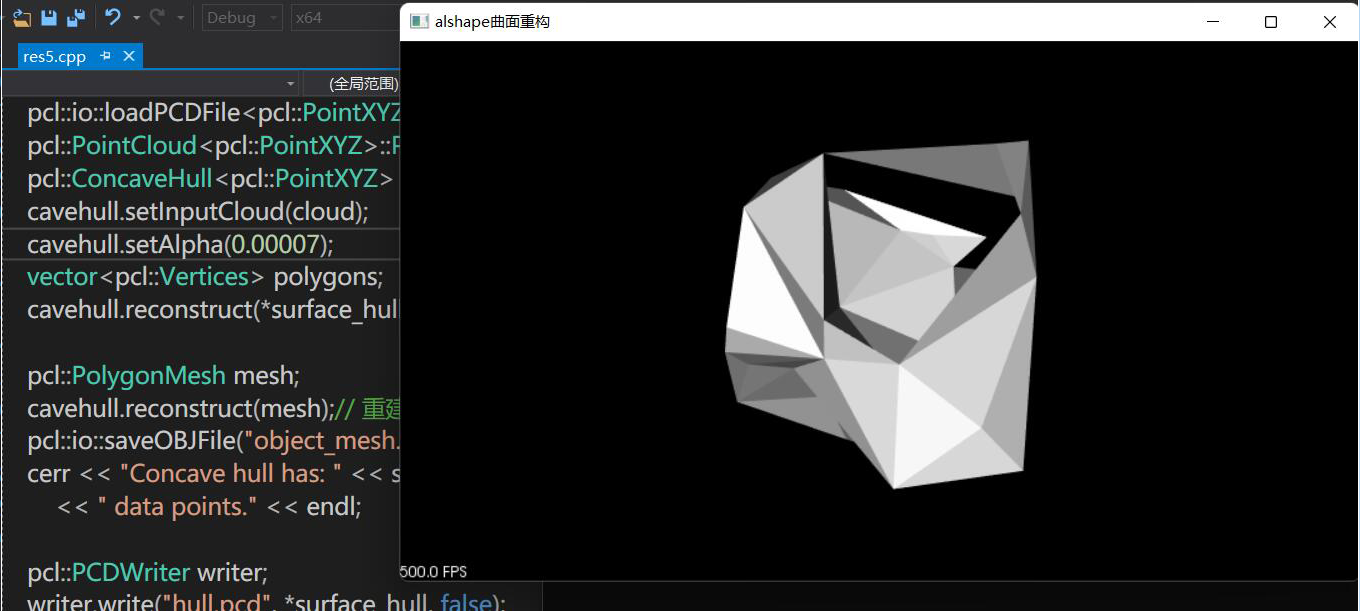 Debug
x64
alshape曲面重构
res5.cpp
(全局范围)
pcl::io::loadPCDFile<pcl::PointXYZ
pcl::PointCloud<pcl::PointXYZ>::P
pcl::ConcaveHull<pcl::PointXYZ>
cavehull.setInputCloud(cloud);
cavehull.setAlpha(0.00007);
vector<pcl::Vertices> polygons;
cavehull.reconstruct(*surface_hul
pcl::PolygonMesh mesh;
cavehull.reconstruct(mesh);// 重建
pcl::io::saveOBJFile("object_mesh.
cerr << "Concave hull has: " << s
<< " data points." << endl;
pcl::PCDWriter writer;
writer.write("hull.pcd", *surface_hull, false);
500.0 FPS